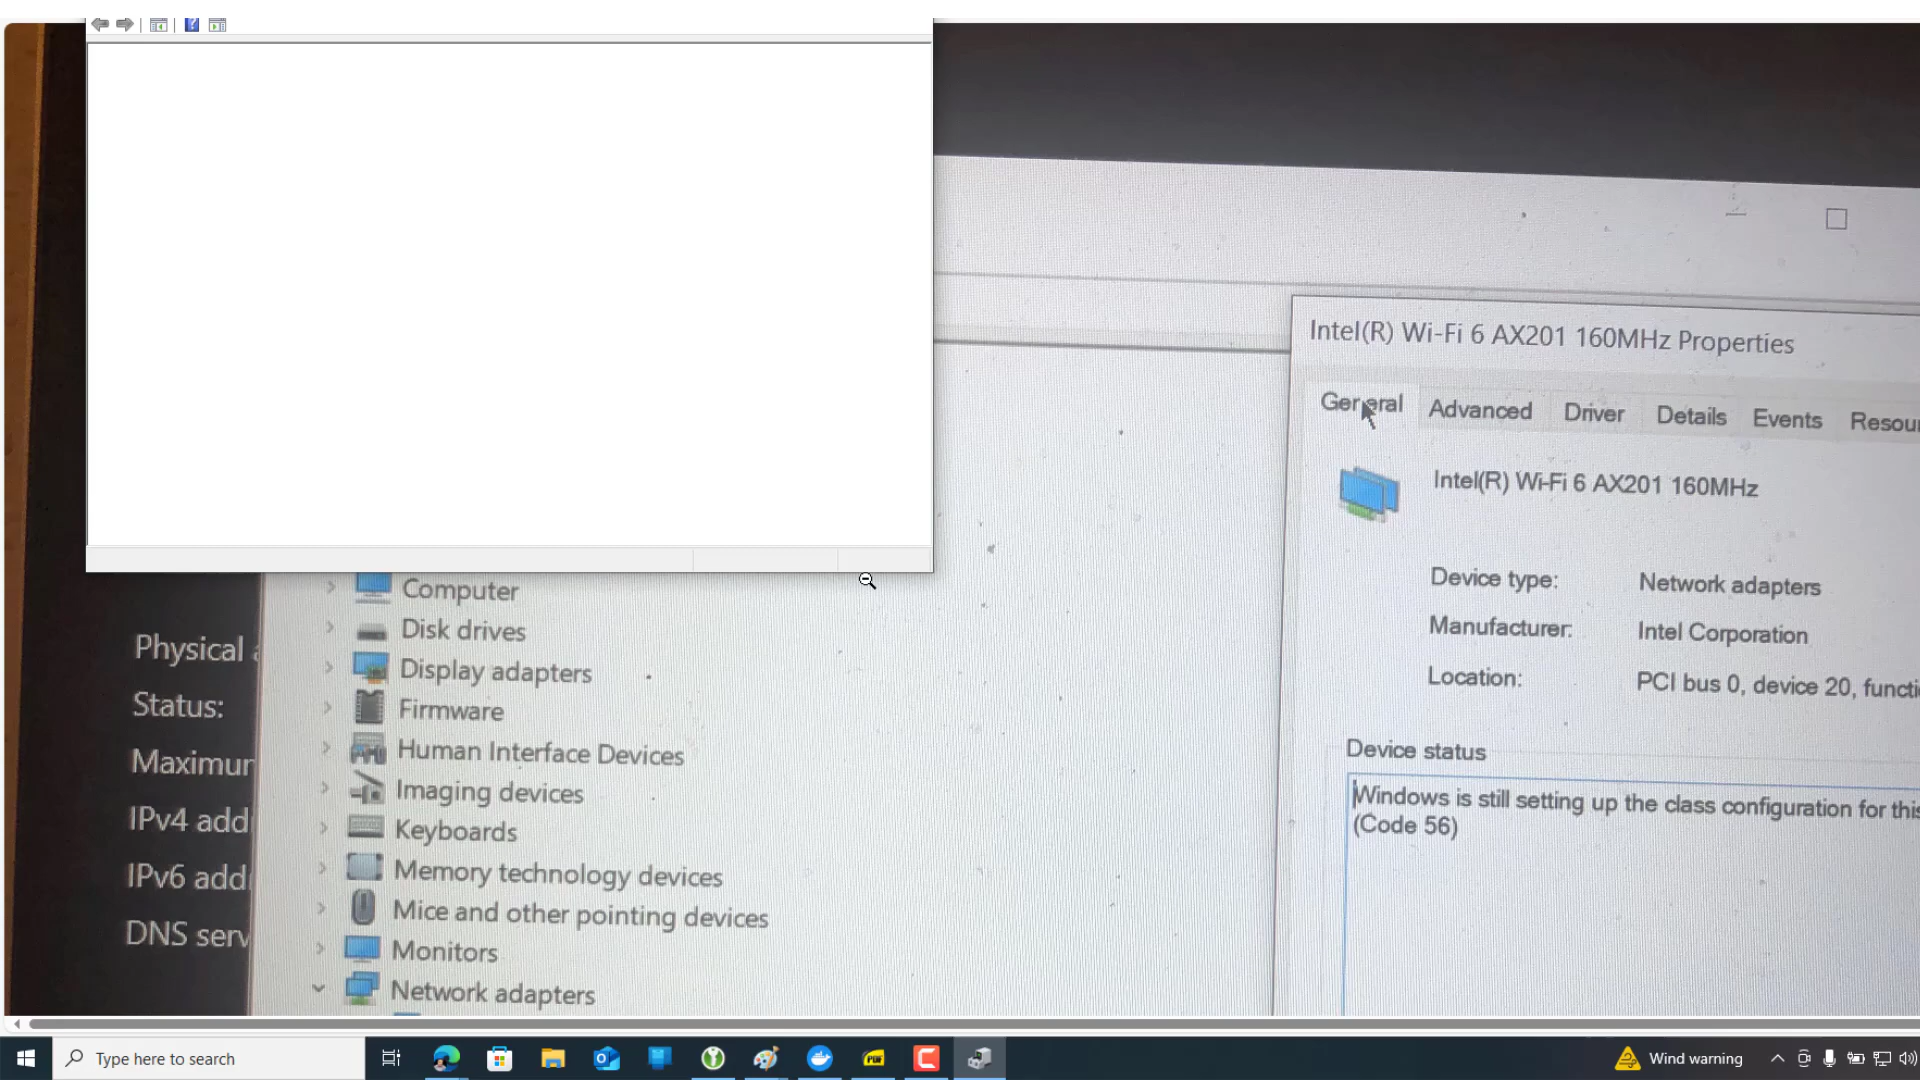 Intel(R) Wi-Fi 6 AX201 160MHz Properties
General Advanced Driver Details Events
Intel(R) Wi-Fi 6 AX201 160MHz
Device type: Network adapters
Manufacturer: Intel Corporation
Location: PCI bus 0, device 20,
Device status
Windows is still setting up the class configuration for this
(Code 56)
Computer
Disk drives
Display adapters
Firmware
Human Interface Devices
Imaging devices
Keyboards
Memory technology devices
Mice and other pointing devices
Monitors
Network adapters
Physical
Status:
IPv4
IPv6
DNS
Type here to search
PDF
Wind warning